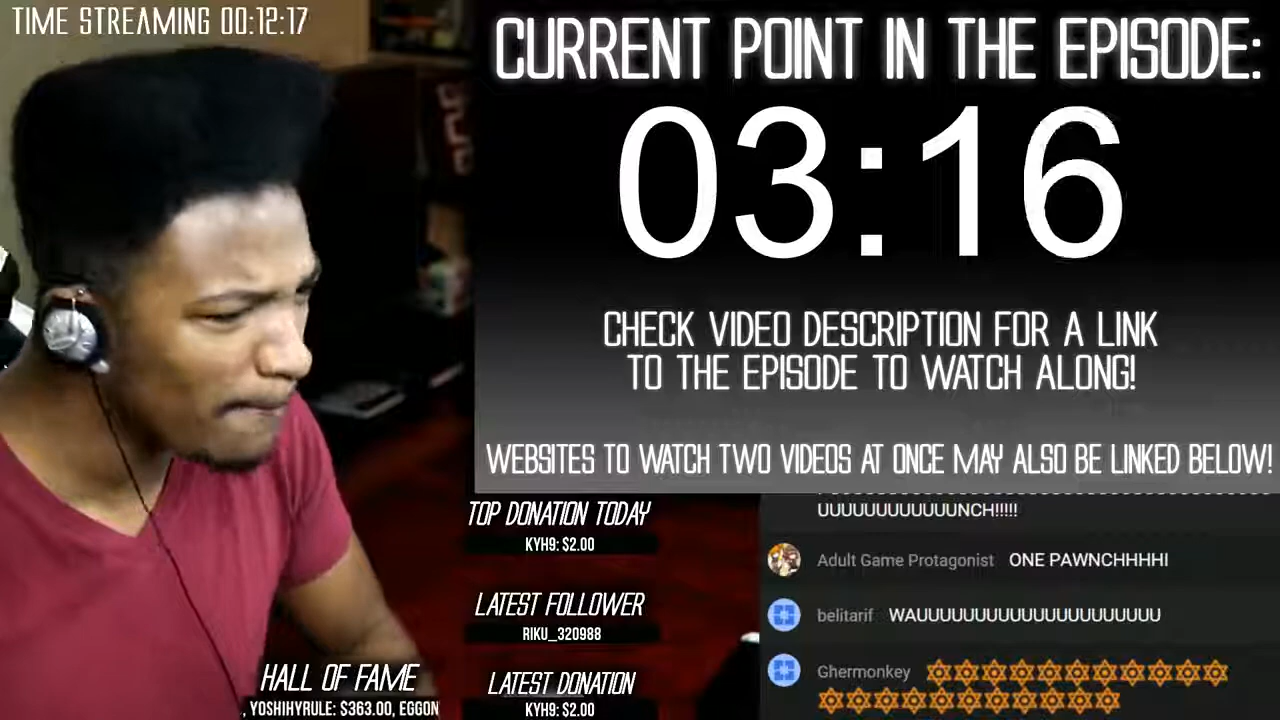 TIME STREAMING 00:12:17
CURRENT POINT IN THE EPISODE:
03:16
CHECK VIDEO DESCRIPTION FOR A LINK
TO THE EPISODE TO WATCH ALONG!
WEBSITES TO WATCH TWO VIDEOS AT ONCE MAY ALSO BE LINKED BELOW!
TOP DONATION TODAY
KYH9: $2.00
LATEST FOLLOWER
RIKU_320988
LATEST DONATION
KYH9: $2.00
HALL OF FAME
, YOSHIHYRULE: $363.00, EGGON
UUUUUUUUUUUUNCH!!!!!
Adult Game Protagonist ONE PAWNCHHHHI
belitarif WAUUUUUUUUUUUUUUUUUUUUU
Ghermonkey